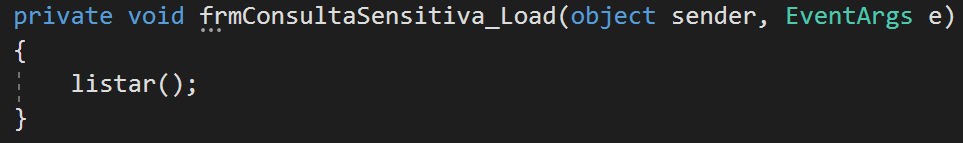 private void frmConsultaSensitiva_Load(object sender, EventArgs e)
{
    listar();
}